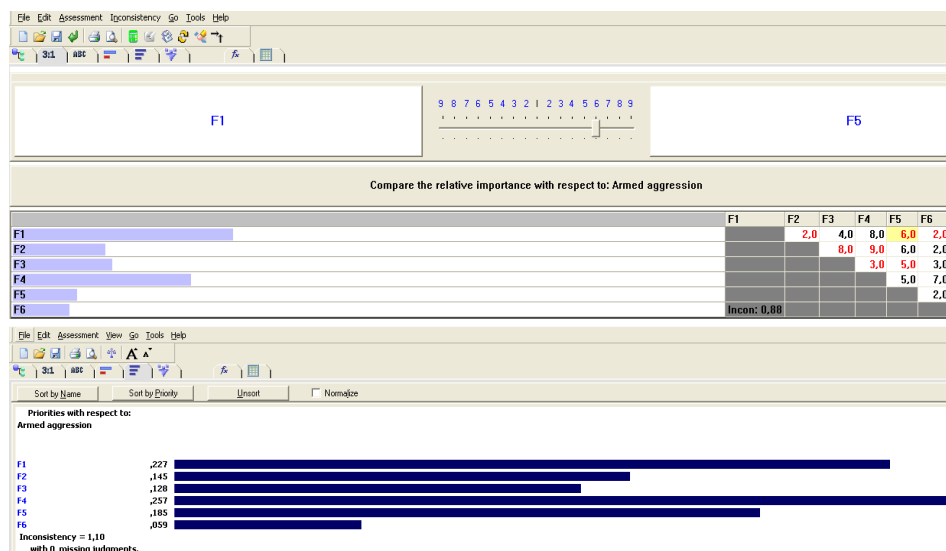 File Edit Assessment Inconsistency Go Tools Help
3:1 ABC fx
F1 9 8 7 6 5 4 3 2 1 2 3 4 5 6 7 8 9 F5
Compare the relative importance with respect to: Armed aggression
F1 F2 F3 F4 F5 F6
F1 2,0 4,0 8,0 6,0 2,0
F2 8,0 9,0 6,0 2,0
F3 3,0 5,0 3,0
F4 5,0 7,0
F5 2,0
F6 Incon: 0,88
File Edit Assessment View Go Tools Help
A A
3:1 ABC fx
Sort by Name Sort by Priority Unsort Normalize
Priorities with respect to:
Armed aggression
F1 ,227
F2 ,145
F3 ,128
F4 ,257
F5 ,185
F6 ,059
Inconsistency = 1,10
with 0 missing judgments.